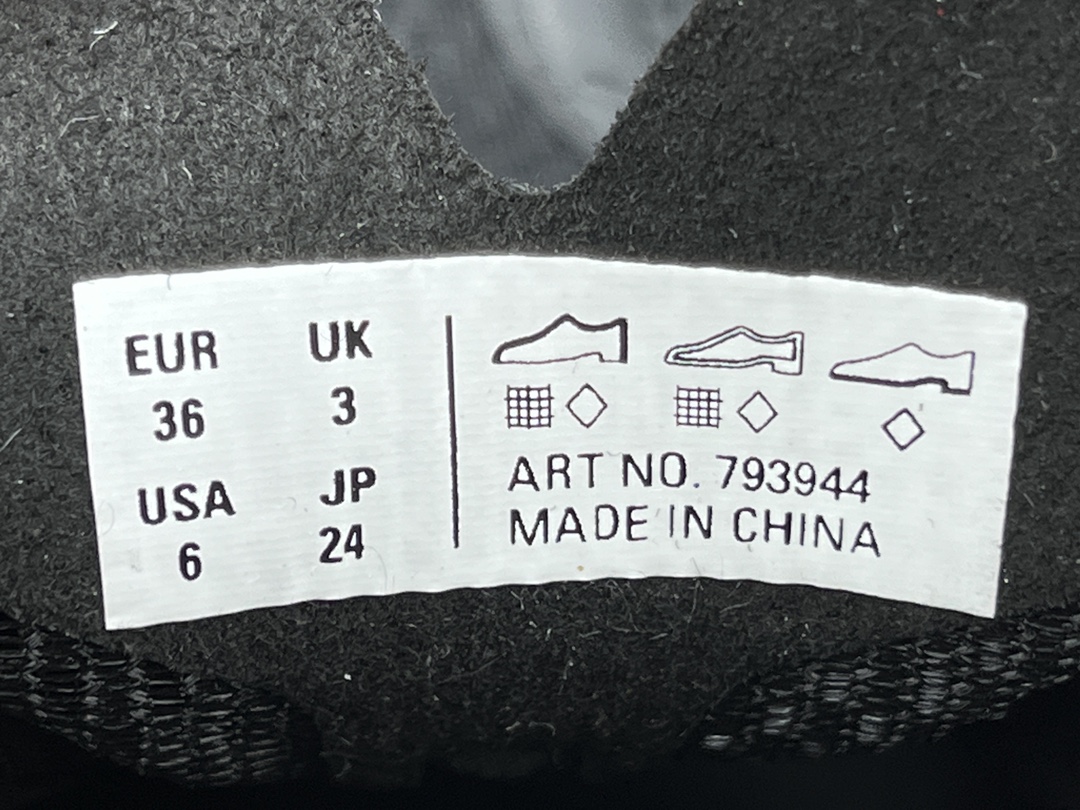 EUR UK
36 3
USA JP
6 24
ART NO. 793944
MADE IN CHINA